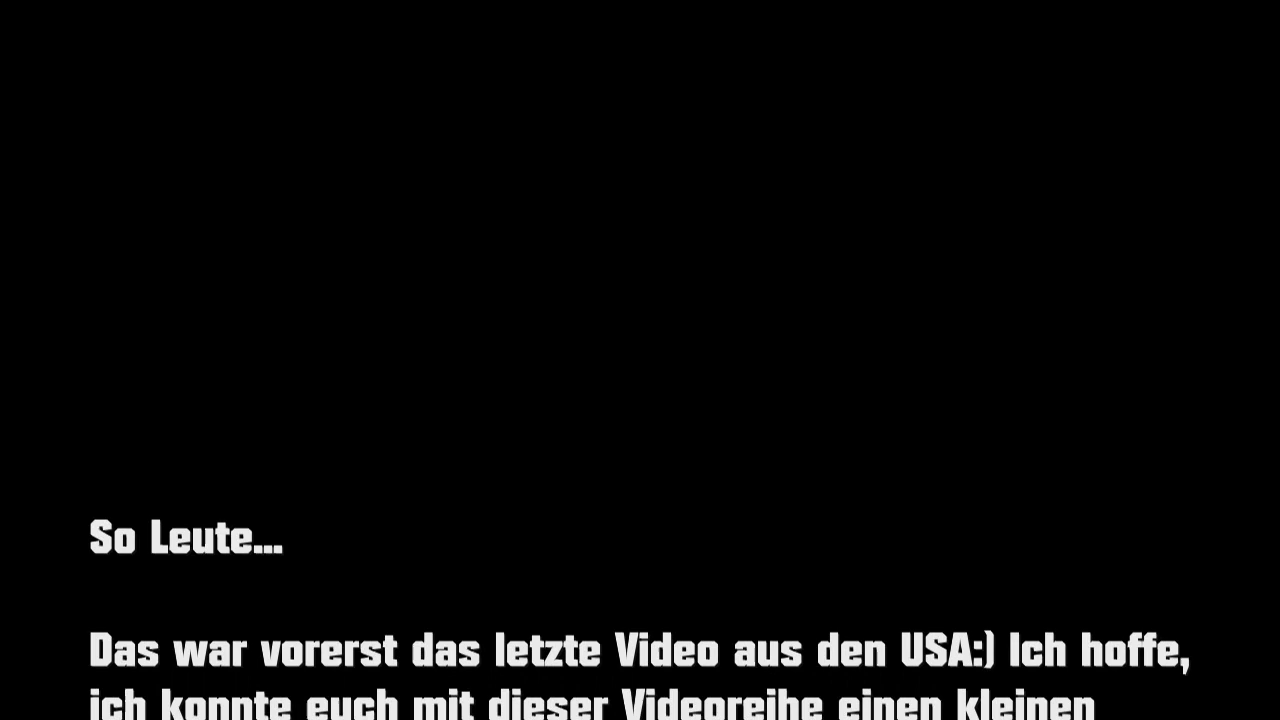 So Leute...
Das war vorerst das letzte Video aus den USA:) Ich hoffe,
ich konnte euch mit dieser Videoreihe einen kleinen